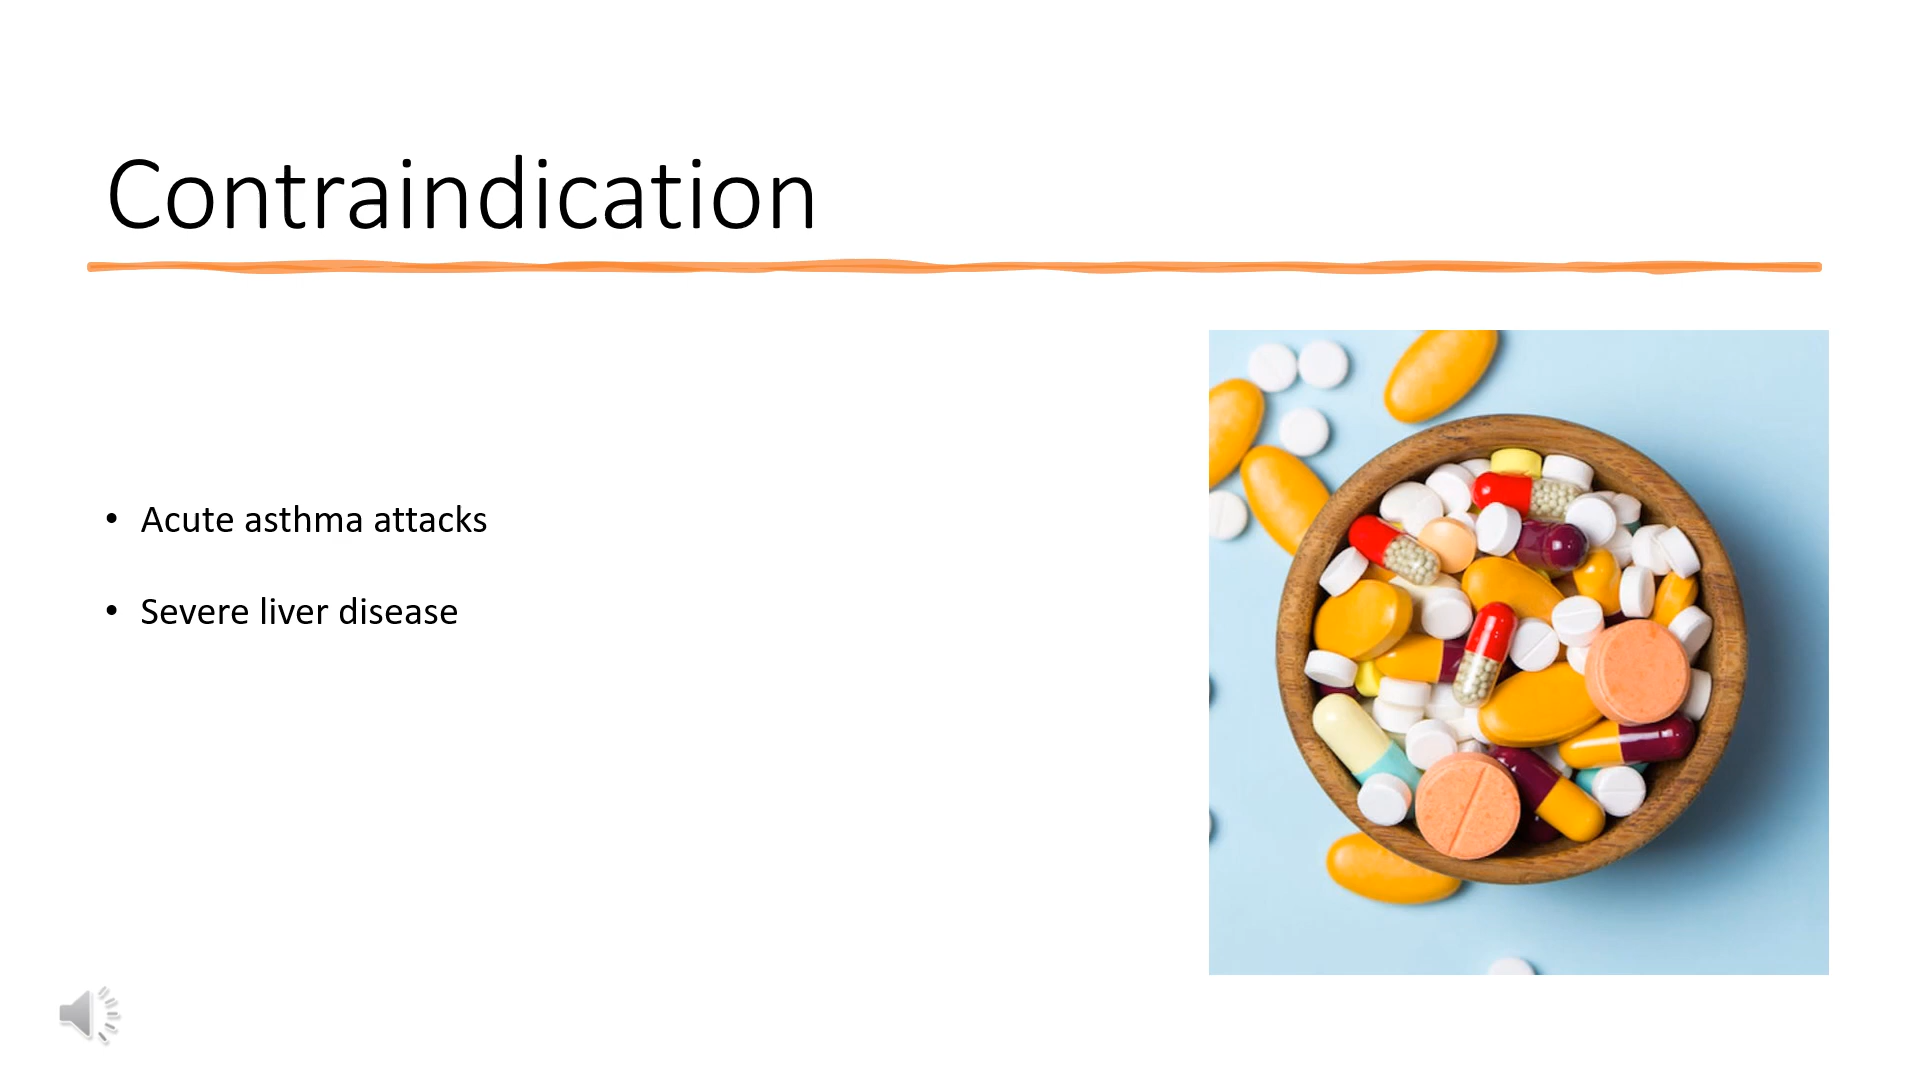 Contraindication
• Acute asthma attacks
• Severe liver disease